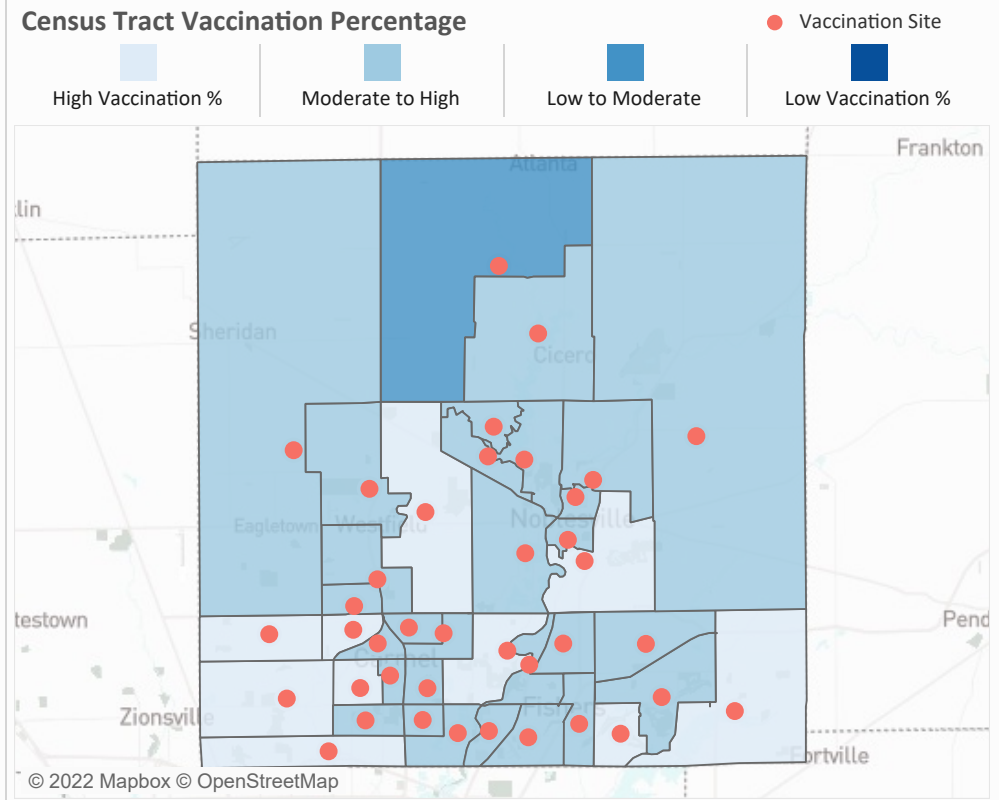 Census Tract Vaccination Percentage
Vaccination Site
High Vaccination %
Moderate to High
Low to Moderate
Low Vaccination %
Atlanta
Frankton
lin
Sheridan
Cicero
Eagletown
Westfield
Noblesville
testown
Pend
Carmel
Zionsville
Fishers
Fortville
© 2022 Mapbox © OpenStreetMap